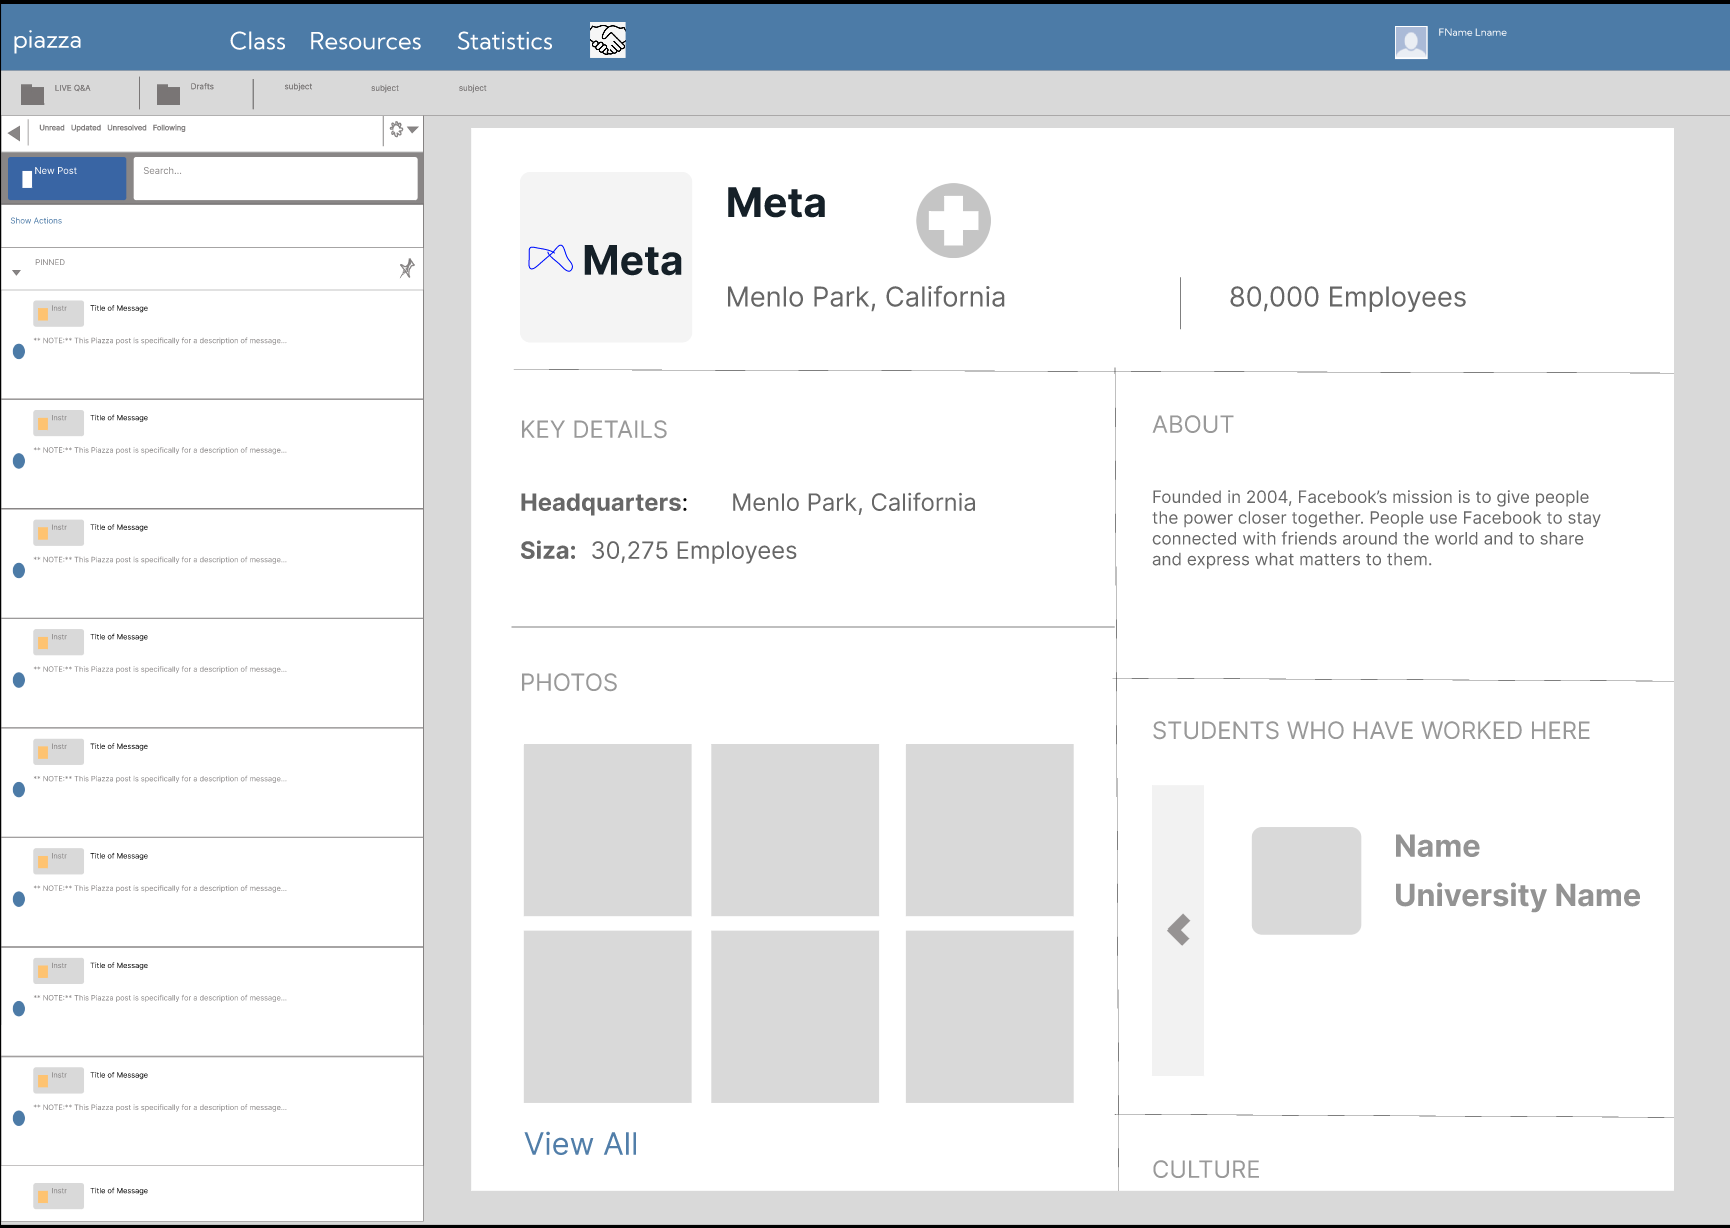 piazza
Class Resources Statistics
FName Lname
LIVE Q&A Drafts subject subject subject
Unread Updated Unresolved Following
New Post Search...
Show Actions
PINNED
Instr Title of Message
** NOTE:** This Piazza post is specifically for a description of message...
Instr Title of Message
** NOTE:** This Piazza post is specifically for a description of message...
Instr Title of Message
** NOTE:** This Piazza post is specifically for a description of message...
Instr Title of Message
** NOTE:** This Piazza post is specifically for a description of message...
Instr Title of Message
** NOTE:** This Piazza post is specifically for a description of message...
Instr Title of Message
** NOTE:** This Piazza post is specifically for a description of message...
Instr Title of Message
** NOTE:** This Piazza post is specifically for a description of message...
Instr Title of Message
** NOTE:** This Piazza post is specifically for a description of message...
Instr Title of Message
Meta
Meta
Menlo Park, California
80,000 Employees
KEY DETAILS
Headquarters: Menlo Park, California
Siza: 30,275 Employees
PHOTOS
View All
ABOUT
Founded in 2004, Facebook's mission is to give people
the power closer together. People use Facebook to stay
connected with friends around the world and to share
and express what matters to them.
STUDENTS WHO HAVE WORKED HERE
Name
University Name
CULTURE